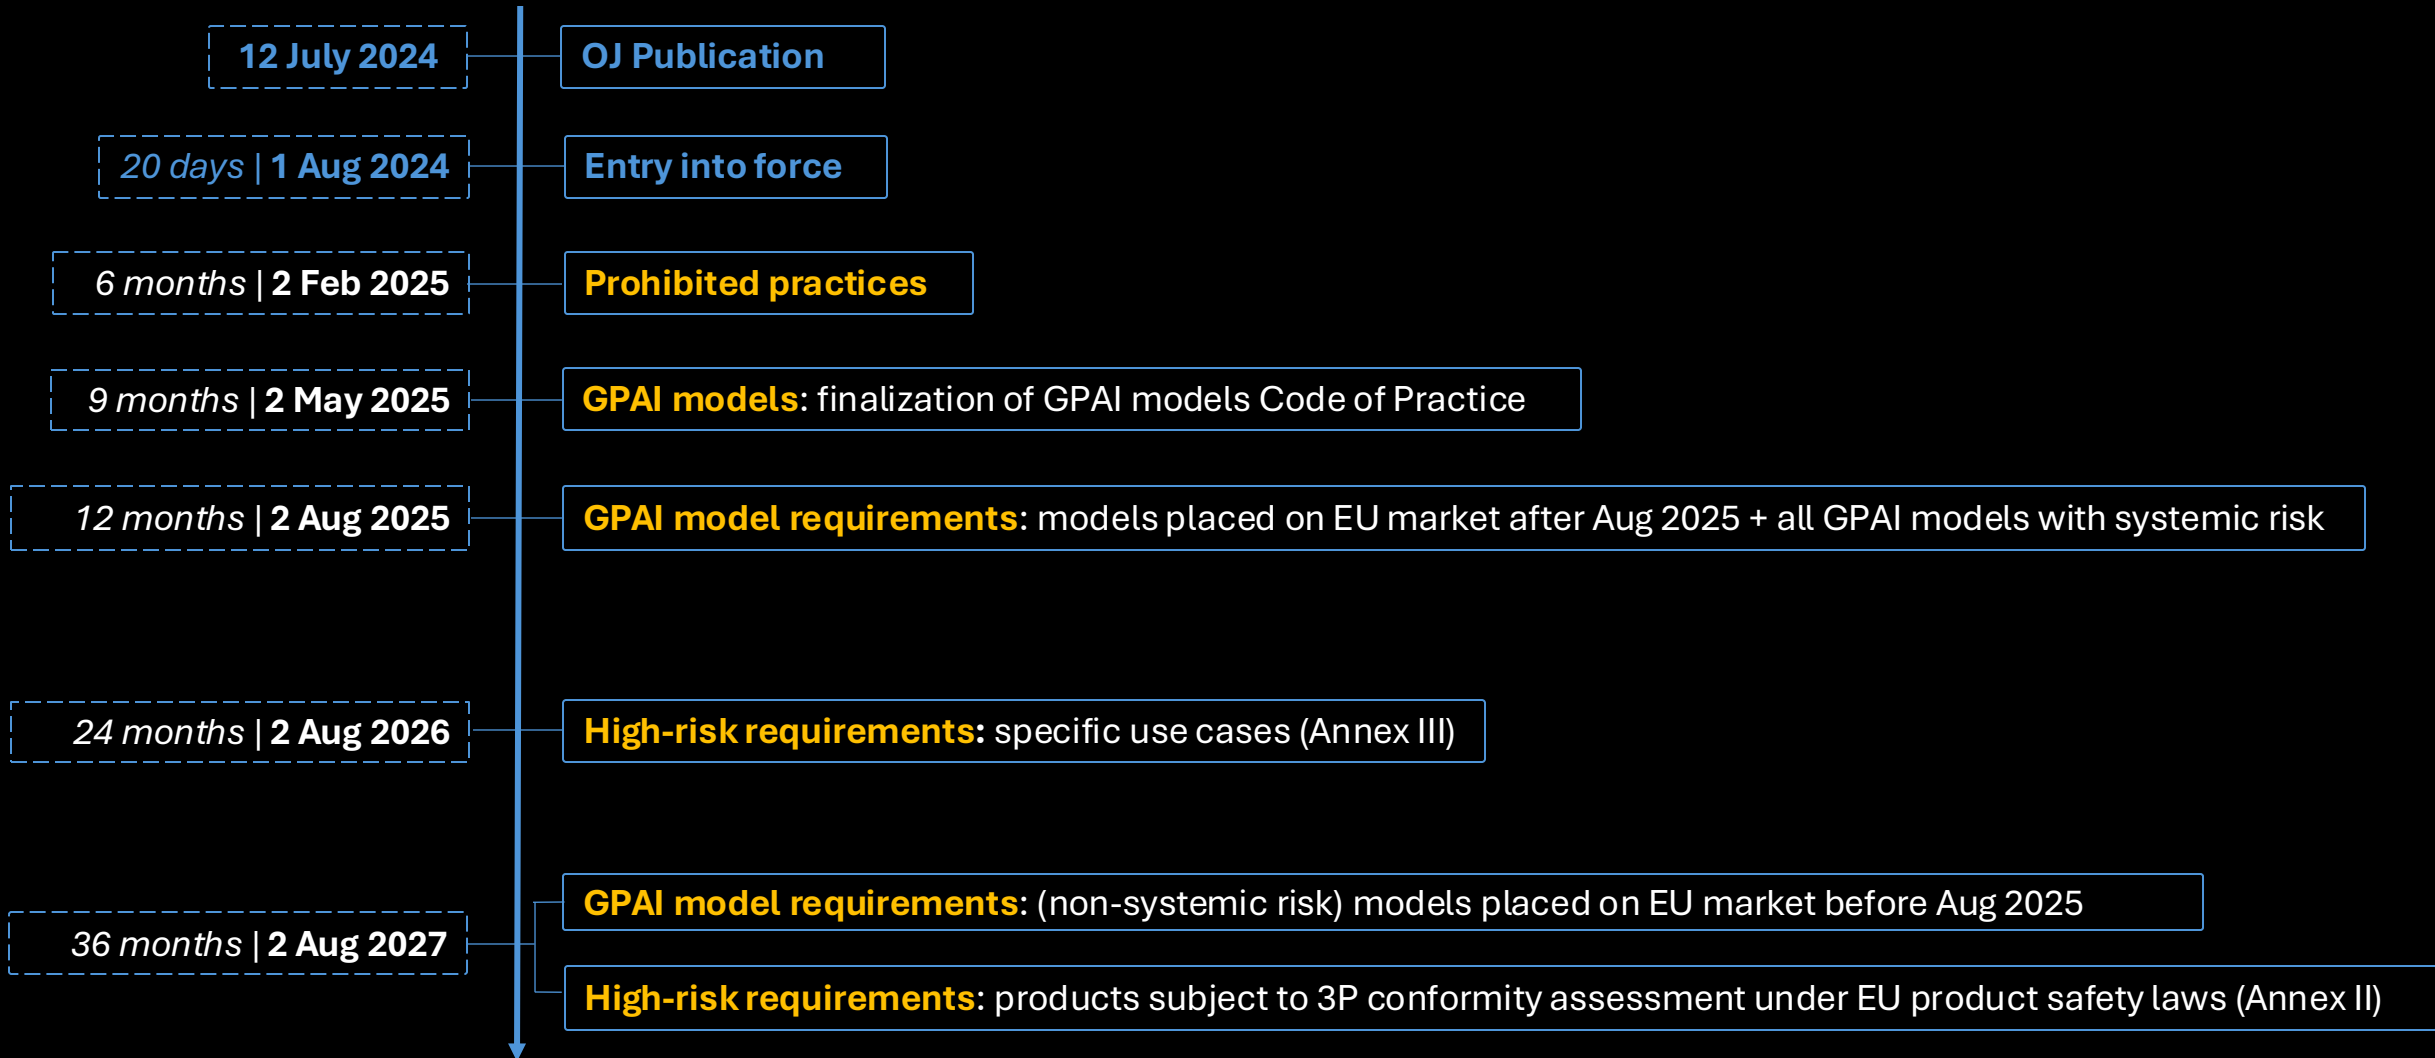 12 July 2024
OJ Publication
20 days | 1 Aug 2024
Entry into force
6 months | 2 Feb 2025
Prohibited practices
9 months | 2 May 2025
GPAI models: finalization of GPAI models Code of Practice
12 months | 2 Aug 2025
GPAI model requirements: models placed on EU market after Aug 2025 + all GPAI models with systemic risk
24 months | 2 Aug 2026
High-risk requirements: specific use cases (Annex III)
36 months | 2 Aug 2027
GPAI model requirements: (non-systemic risk) models placed on EU market before Aug 2025
High-risk requirements: products subject to 3P conformity assessment under EU product safety laws (Annex II)